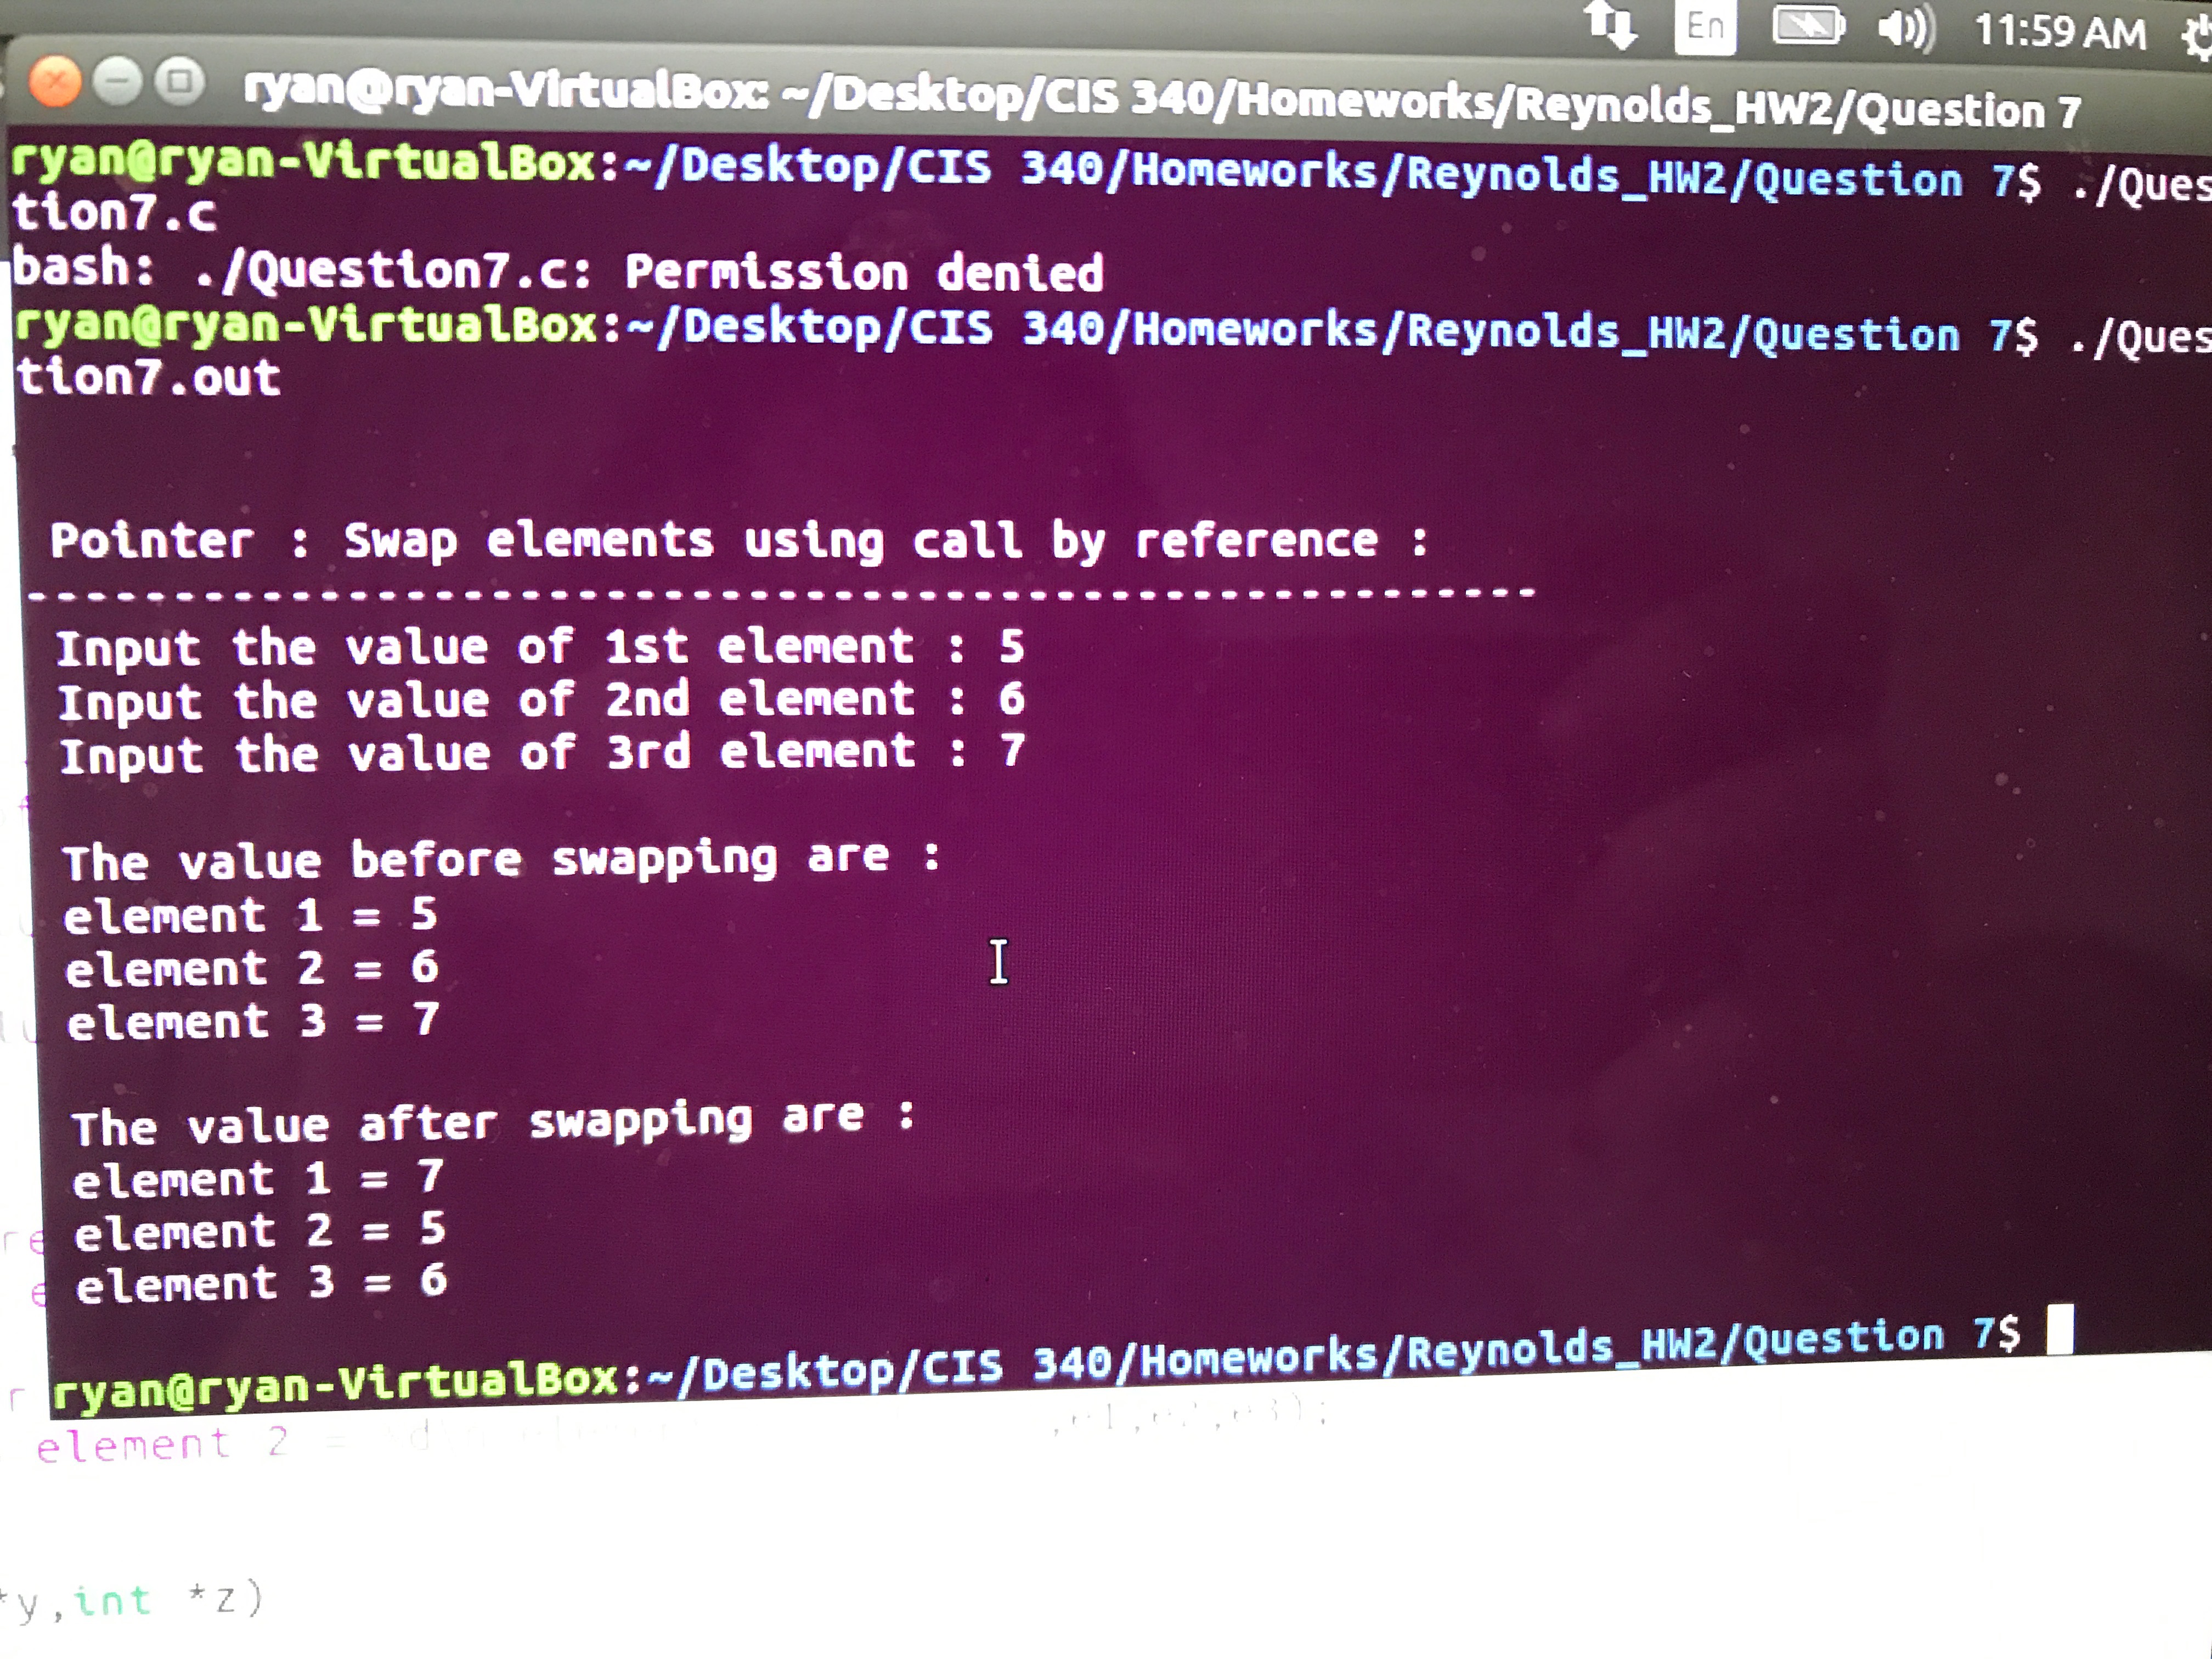 En 11:59 AM
ryan@ryan-VirtualBox: ~/Desktop/CIS 340/Homeworks/Reynolds_HW2/Question 7
ryan@ryan-VirtualBox:~/Desktop/CIS 340/Homeworks/Reynolds_HW2/Question 7$ ./Ques
tion7.c
bash: ./Question7.c: Permission denied
ryan@ryan-VirtualBox:~/Desktop/CIS 340/Homeworks/Reynolds_HW2/Question 7$ ./Ques
tion7.out
Pointer : Swap elements using call by reference :
----------------------------------------------------
Input the value of 1st element : 5
Input the value of 2nd element : 6
Input the value of 3rd element : 7
The value before swapping are :
element 1 = 5
element 2 = 6
element 3 = 7
The value after swapping are :
element 1 = 7
element 2 = 5
element 3 = 6
ryan@ryan-VirtualBox:~/Desktop/CIS 340/Homeworks/Reynolds_HW2/Question 7$
element 2 =
*y,int *z)